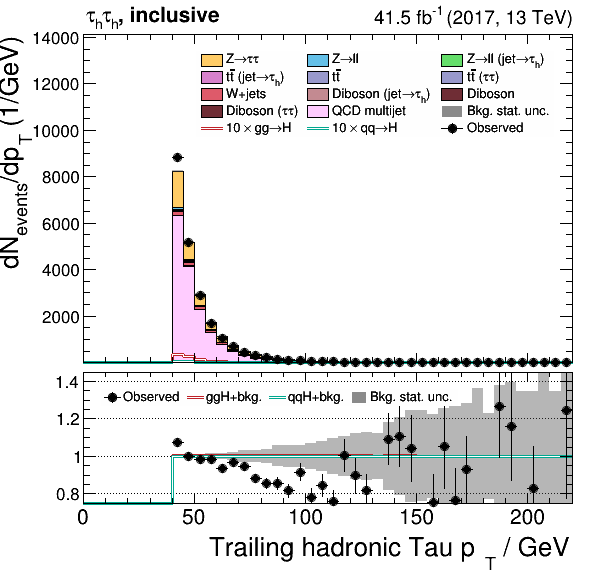 τₕτₕ, inclusive
41.5 fb⁻¹ (2017, 13 TeV)
dN_events/dp_T (1/GeV)
14000
12000
10000
8000
6000
4000
2000
Z→ττ
Z→ll
Z→ll (jet→τₕ)
tt̄ (jet→τₕ)
tt̄
tt̄ (ττ)
W+jets
Diboson (jet→τₕ)
Diboson
Diboson (ττ)
QCD multijet
Bkg. stat. unc.
10 × gg→H
10 × qq→H
Observed
1.4
1.2
1
0.8
Observed
ggH+bkg.
qqH+bkg.
Bkg. stat. unc.
0
50
100
150
200
Trailing hadronic Tau p_T / GeV